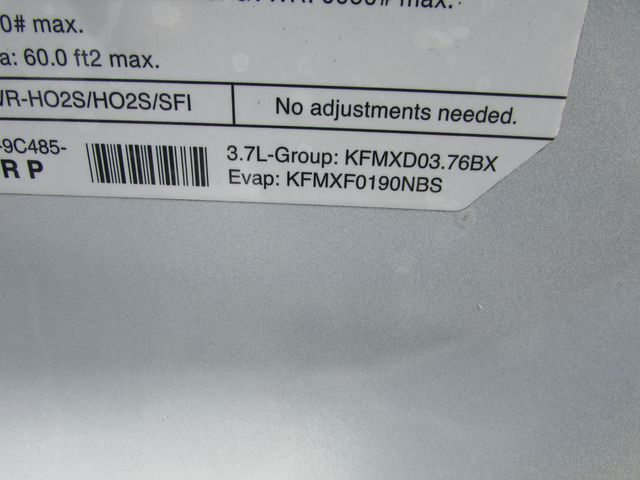 0# max.
a: 60.0 ft2 max.
WR-HO2S/HO2S/SFI
No adjustments needed.
-9C485-
R P
3.7L-Group: KFMXD03.76BX
Evap: KFMXF0190NBS